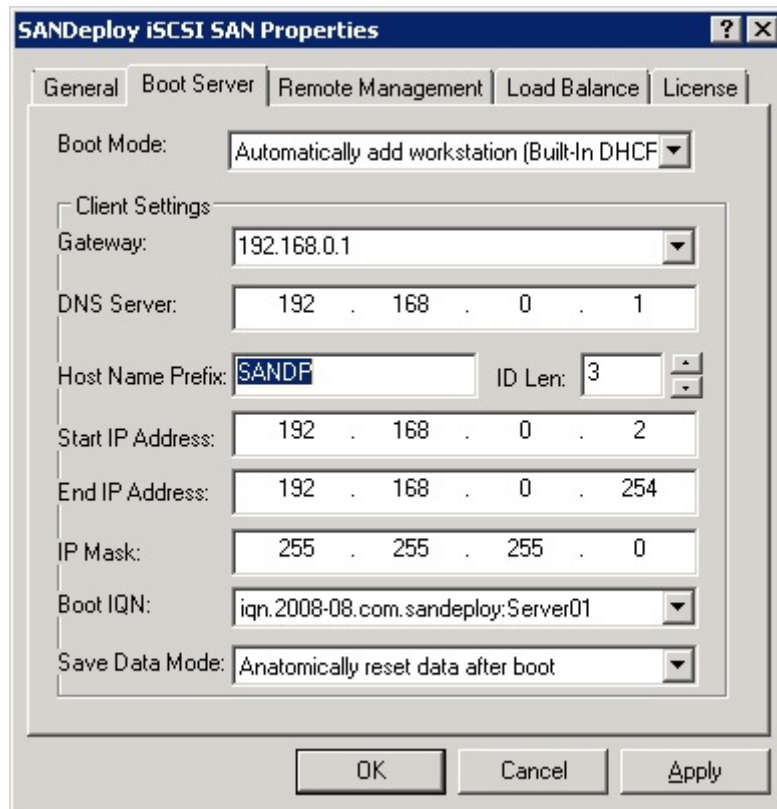 SANDeploy iSCSI SAN Properties
General Boot Server Remote Management Load Balance License
Boot Mode: Automatically add workstation (Built-In DHCF
Client Settings
Gateway: 192.168.0.1
DNS Server: 192 . 168 . 0 . 1
Host Name Prefix: SANDP ID Len: 3
Start IP Address: 192 . 168 . 0 . 2
End IP Address: 192 . 168 . 0 . 254
IP Mask: 255 . 255 . 255 . 0
Boot IQN: iqn.2008-08.com.sandeploy:Server01
Save Data Mode: Anatomically reset data after boot
OK Cancel Apply